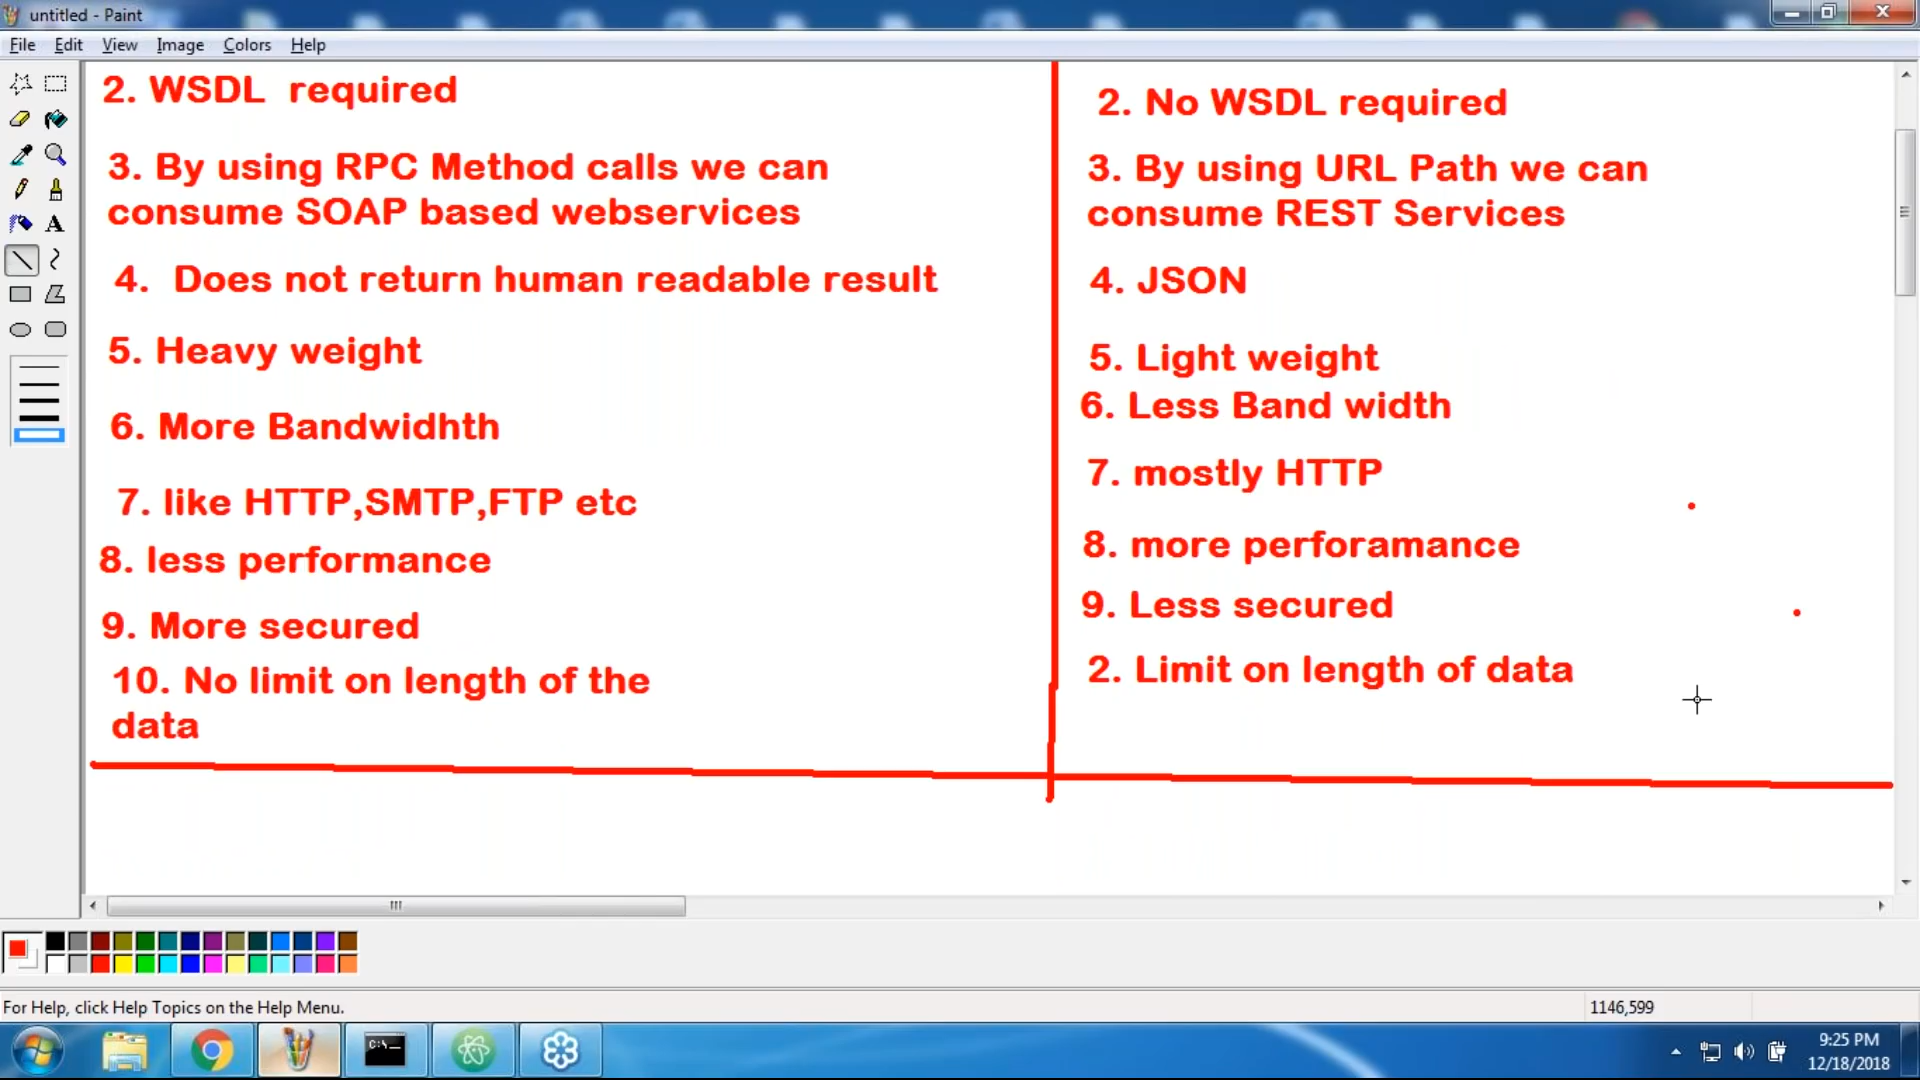 untitled - Paint
File Edit View Image Colors Help
2. WSDL  required
3. By using RPC Method calls we can
consume SOAP based webservices
4.  Does not return human readable result
5. Heavy weight
6. More Bandwidhth
7. like HTTP,SMTP,FTP etc
8. less performance
9. More secured
10. No limit on length of the
data
2. No WSDL required
3. By using URL Path we can
consume REST Services
4. JSON
5. Light weight
6. Less Band width
7. mostly HTTP
8. more perforamance
9. Less secured
2. Limit on length of data
For Help, click Help Topics on the Help Menu.
1146,599
C:\_
9:25 PM
12/18/2018